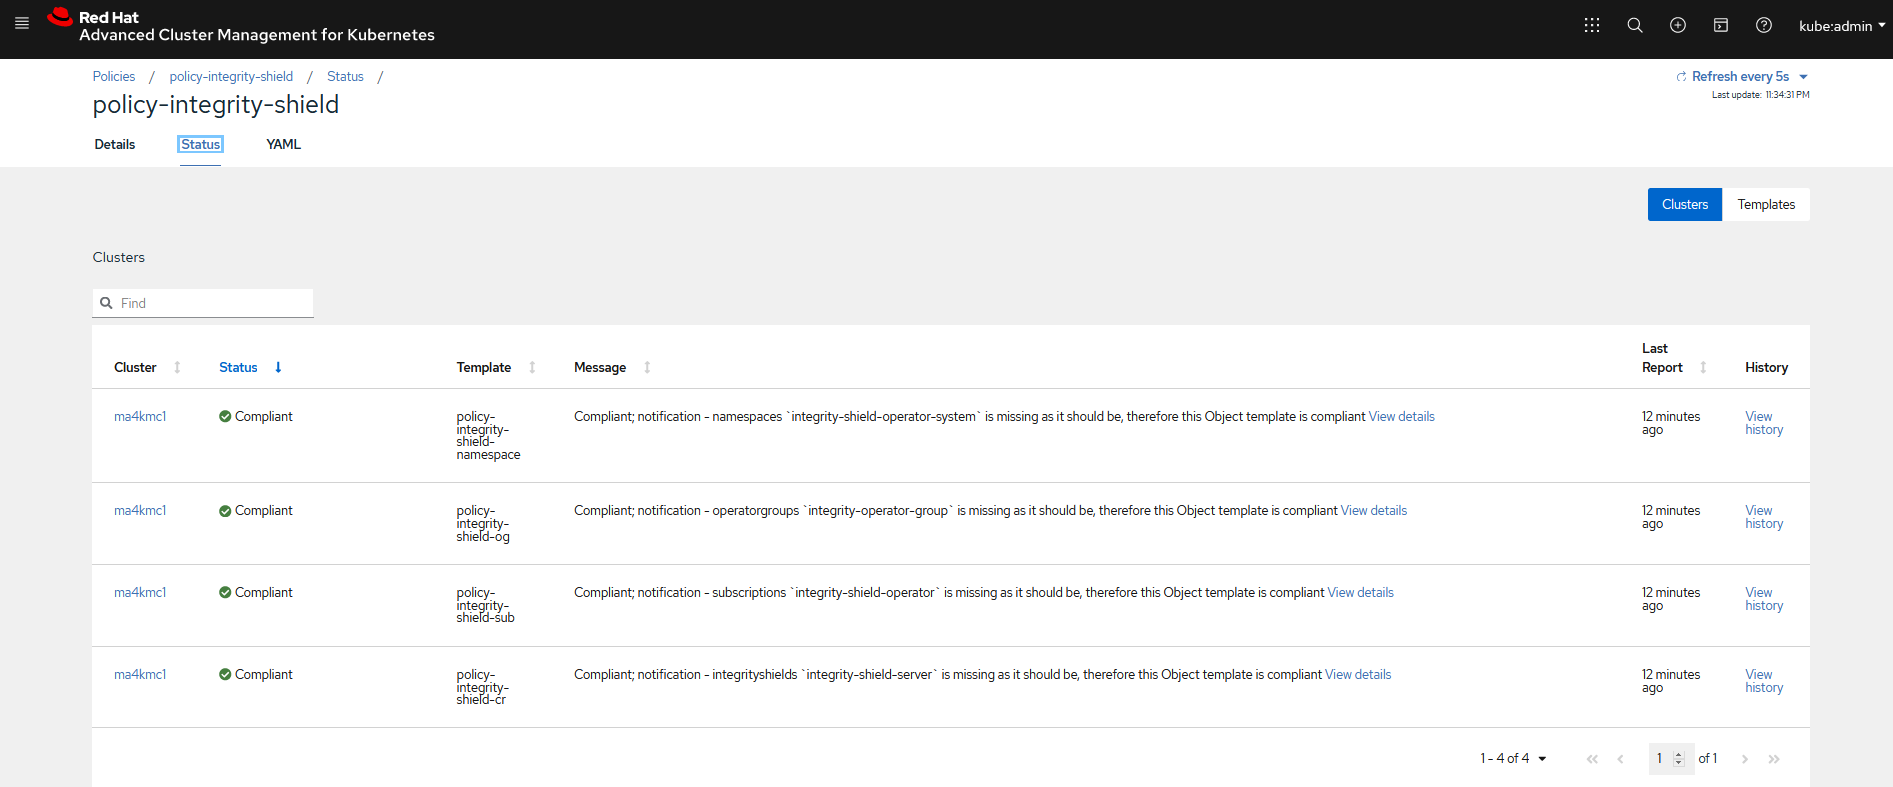 Red Hat
Advanced Cluster Management for Kubernetes
kube:admin
Policies / policy-integrity-shield / Status /
Refresh every 5s
policy-integrity-shield
Last update: 11:34:31 PM
Details Status YAML
Clusters Templates
Clusters
Find
Cluster Status Template Message Last Report History
ma4kmc1 Compliant policy-integrity-shield-namespace Compliant; notification - namespaces `integrity-shield-operator-system` is missing as it should be, therefore this Object template is compliant View details 12 minutes ago View history
ma4kmc1 Compliant policy-integrity-shield-og Compliant; notification - operatorgroups `integrity-operator-group` is missing as it should be, therefore this Object template is compliant View details 12 minutes ago View history
ma4kmc1 Compliant policy-integrity-shield-sub Compliant; notification - subscriptions `integrity-shield-operator` is missing as it should be, therefore this Object template is compliant View details 12 minutes ago View history
ma4kmc1 Compliant policy-integrity-shield-cr Compliant; notification - integrityshields `integrity-shield-server` is missing as it should be, therefore this Object template is compliant View details 12 minutes ago View history
1 - 4 of 4 1 of 1